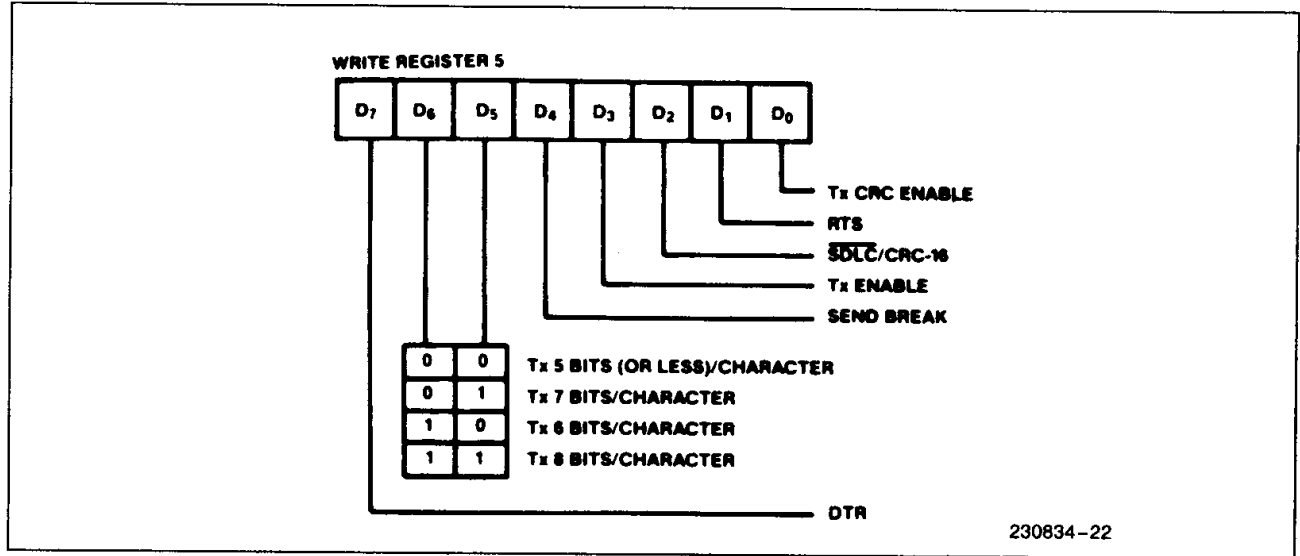 WRITE REGISTER 5
D7 D6 D5 D4 D3 D2 D1 D0
Tx CRC ENABLE
RTS
SDLC/CRC-16
Tx ENABLE
SEND BREAK
0 0 Tx 5 BITS (OR LESS)/CHARACTER
0 1 Tx 7 BITS/CHARACTER
1 0 Tx 6 BITS/CHARACTER
1 1 Tx 8 BITS/CHARACTER
DTR
230834-22